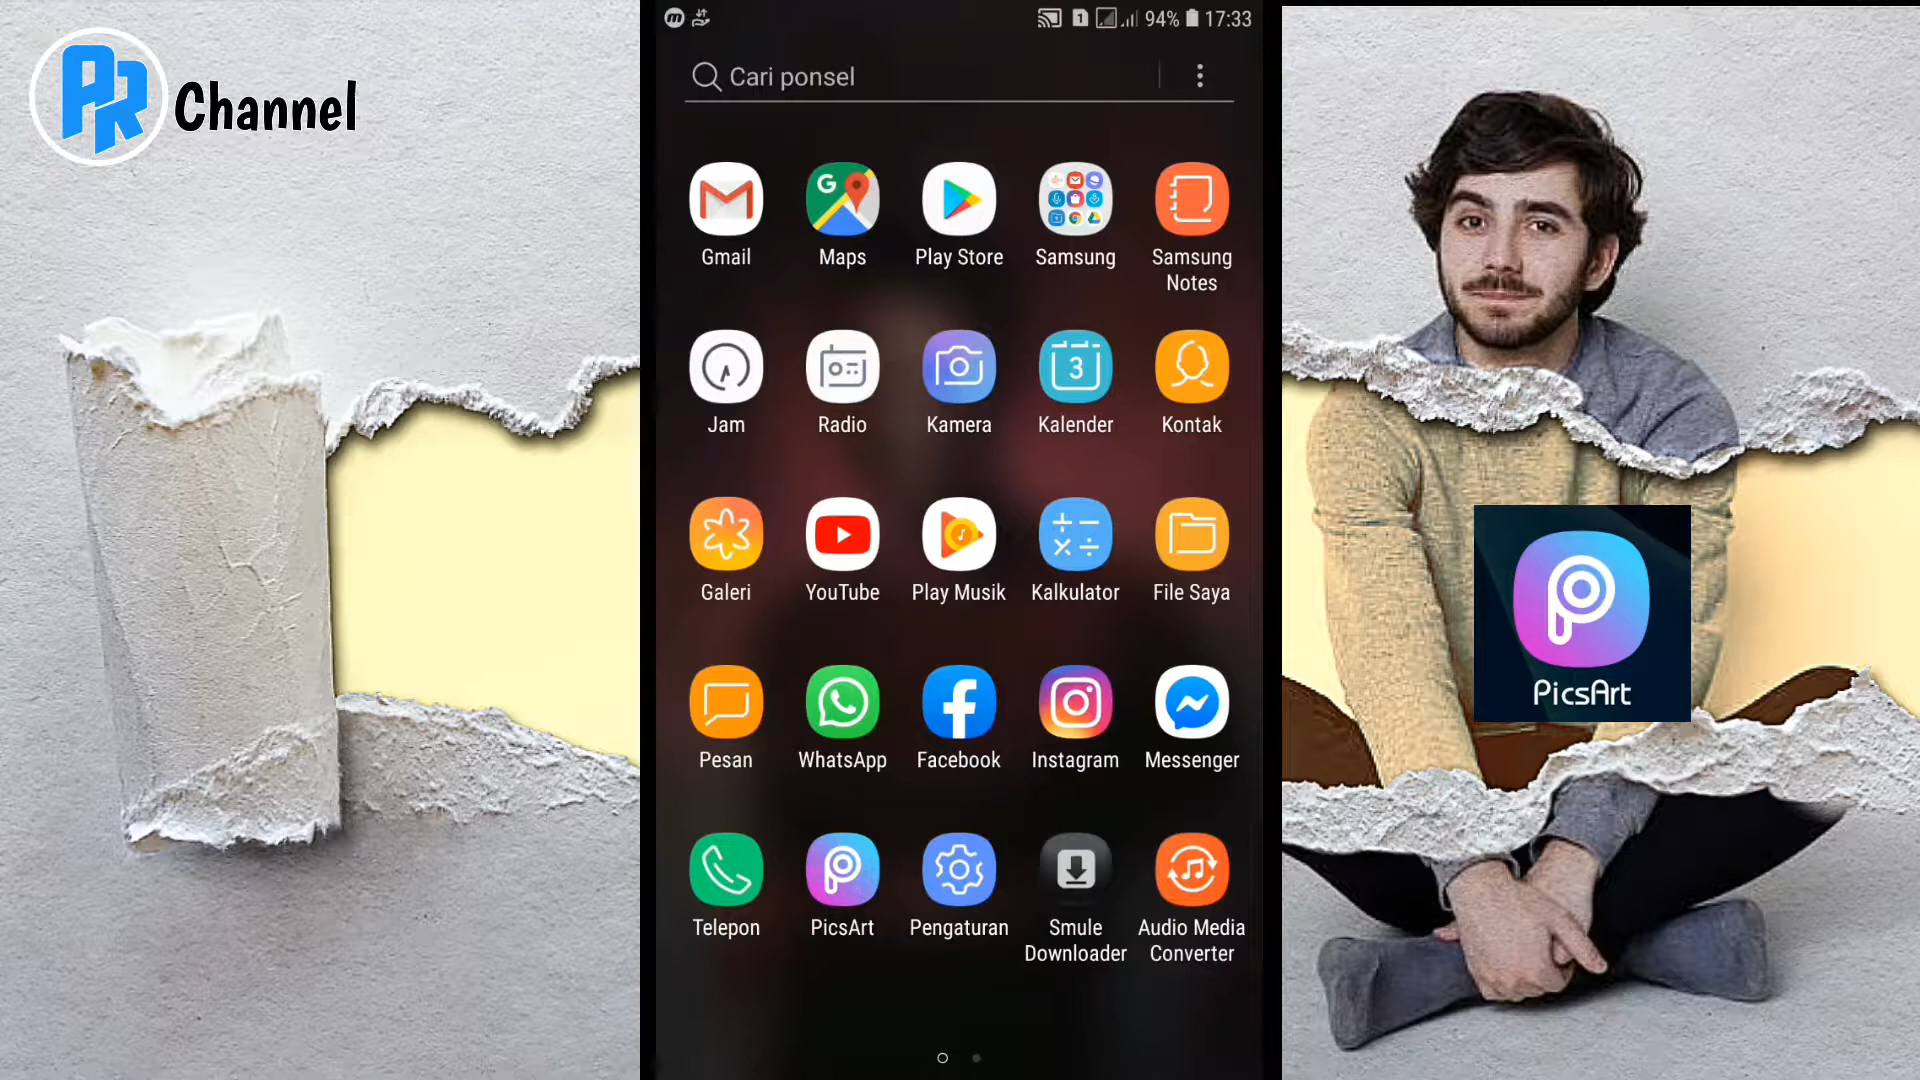 PR Channel
1 94% 17:33
Cari ponsel
G
Gmail Maps Play Store Samsung Samsung Notes
3
Jam Radio Kamera Kalender Kontak
Galeri YouTube Play Musik Kalkulator File Saya
Pesan WhatsApp Facebook Instagram Messenger
Telepon PicsArt Pengaturan Smule Downloader Audio Media Converter
PicsArt